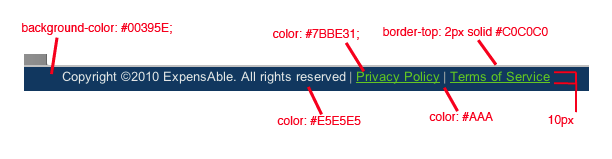 background-color: #00395E;
color: #7BBE31;
border-top: 2px solid #C0C0C0
Copyright ©2010 ExpensAble. All rights reserved | Privacy Policy | Terms of Service
color: #E5E5E5
color: #AAA
10px